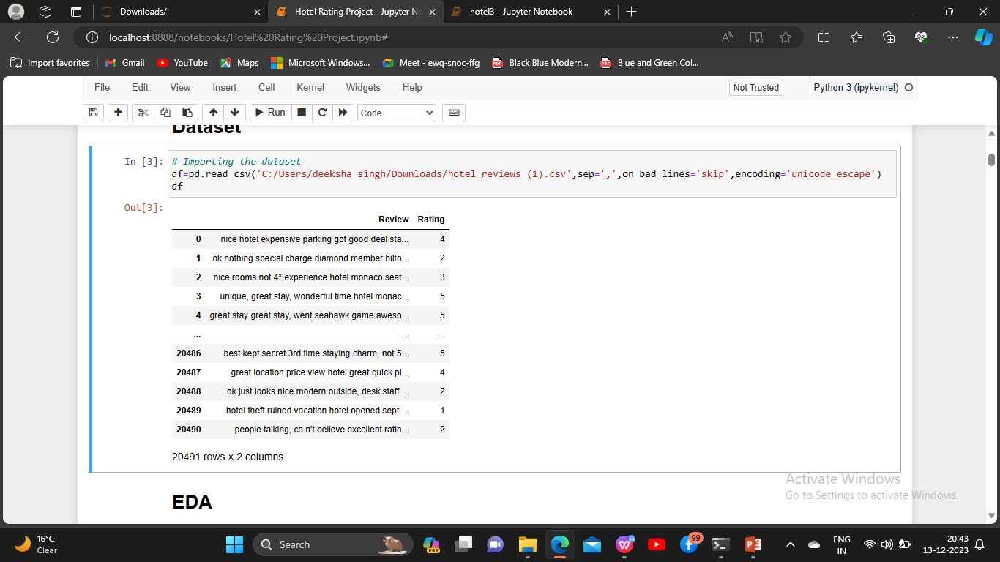 Downloads/
Hotel Rating Project - Jupyter No
hotel3 - Jupyter Notebook
localhost:8888/notebooks/Hotel%20Rating%20Project.ipynb#
Import favorites
Gmail
YouTube
Maps
Microsoft Windows...
Meet - ewq-snoc-ffg
Black Blue Modern...
Blue and Green Col...
File Edit View Insert Cell Kernel Widgets Help
Not Trusted
Python 3 (ipykernel)
Run
Code
Dataset
In [3]:
# Importing the dataset
df=pd.read_csv('C:/Users/deeksha singh/Downloads/hotel_reviews (1).csv',sep=',',on_bad_lines='skip',encoding='unicode_escape')
df
Out[3]:
Review Rating
0 nice hotel expensive parking got good deal sta... 4
1 ok nothing special charge diamond member hilto... 2
2 nice rooms not 4* experience hotel monaco seat... 3
3 unique, great stay, wonderful time hotel monac... 5
4 great stay great stay, went seahawk game aweso... 5
... ... ...
20486 best kept secret 3rd time staying charm, not 5... 5
20487 great location price view hotel great quick pl... 4
20488 ok just looks nice modern outside, desk staff ... 2
20489 hotel theft ruined vacation hotel opened sept ... 1
20490 people talking, ca n't believe excellent ratin... 2
20491 rows × 2 columns
EDA
Activate Windows
Go to Settings to activate Windows.
16°C
Clear
Search
PRE
99
ENG
IN
20:43
13-12-2023